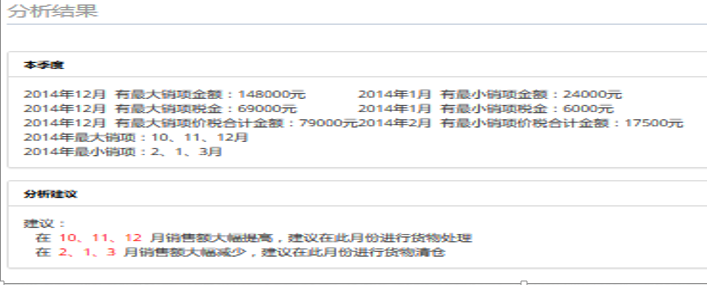 分析结果
本季度
2014年12月 有最大销项金额：148000元 2014年1月 有最小销项金额：24000元
2014年12月 有最大销项税金：69000元 2014年1月 有最小销项税金：6000元
2014年12月 有最大销项价税合计金额：79000元2014年2月 有最小销项价税合计金额：17500元
2014年最大销项：10、11、12月
2014年最小销项：2、1、3月
分析建议
建议：
在 10、11、12 月销售额大幅提高，建议在此月份进行货物处理
在 2、1、3 月销售额大幅减少，建议在此月份进行货物清仓